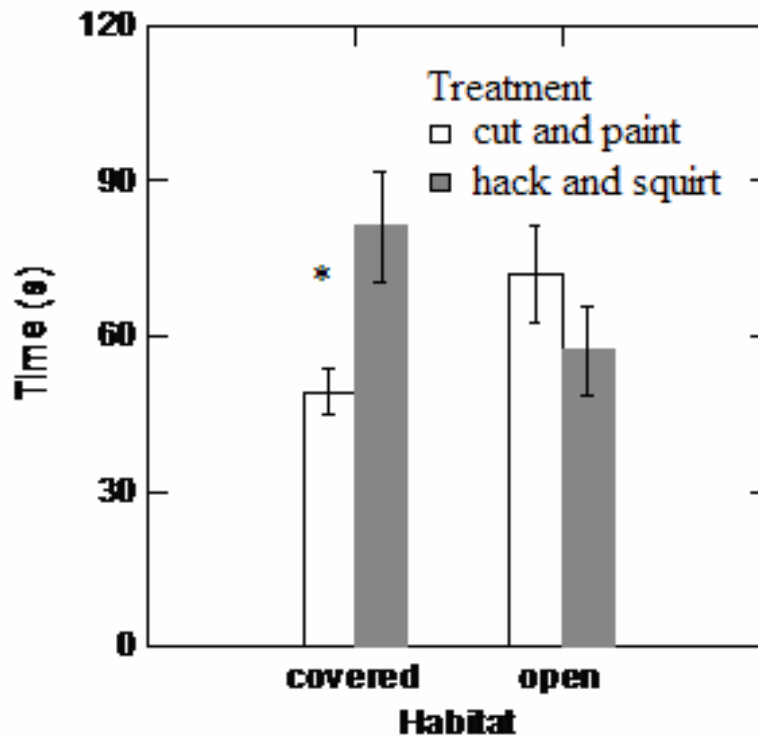 120
Treatment
cut and paint
hack and squirt
90
*
60
30
0
Time (s)
covered open
Habitat